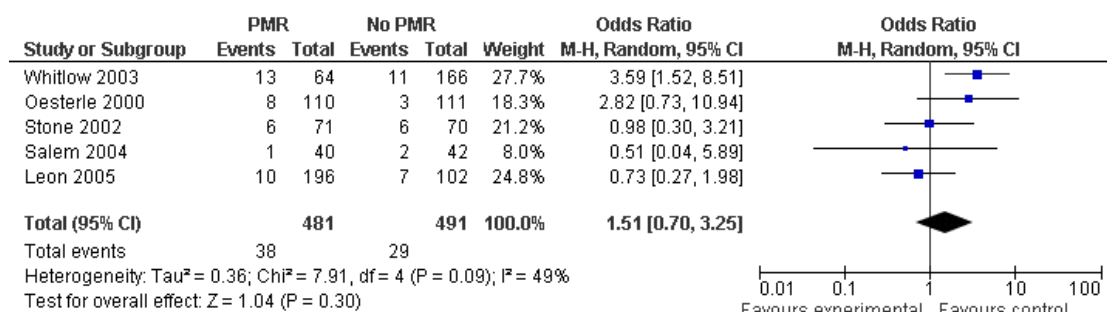 PMR No PMR Odds Ratio Odds Ratio
Study or Subgroup Events Total Events Total Weight M-H, Random, 95% CI M-H, Random, 95% CI
Whitlow 2003 13 64 11 166 27.7% 3.59 [1.52, 8.51]
Oesterle 2000 8 110 3 111 18.3% 2.82 [0.73, 10.94]
Stone 2002 6 71 6 70 21.2% 0.98 [0.30, 3.21]
Salem 2004 1 40 2 42 8.0% 0.51 [0.04, 5.89]
Leon 2005 10 196 7 102 24.8% 0.73 [0.27, 1.98]
Total (95% CI) 481 491 100.0% 1.51 [0.70, 3.25]
Total events 38 29
Heterogeneity: Tau² = 0.36; Chi² = 7.91, df = 4 (P = 0.09); I² = 49%
Test for overall effect: Z = 1.04 (P = 0.30)
0.01 0.1 1 10 100
Favours experimental Favours control